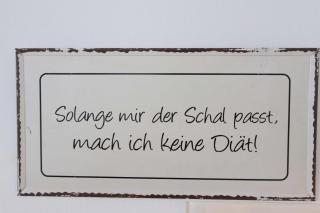 Solange mir der Schal passt,
mach ich keine Diät!